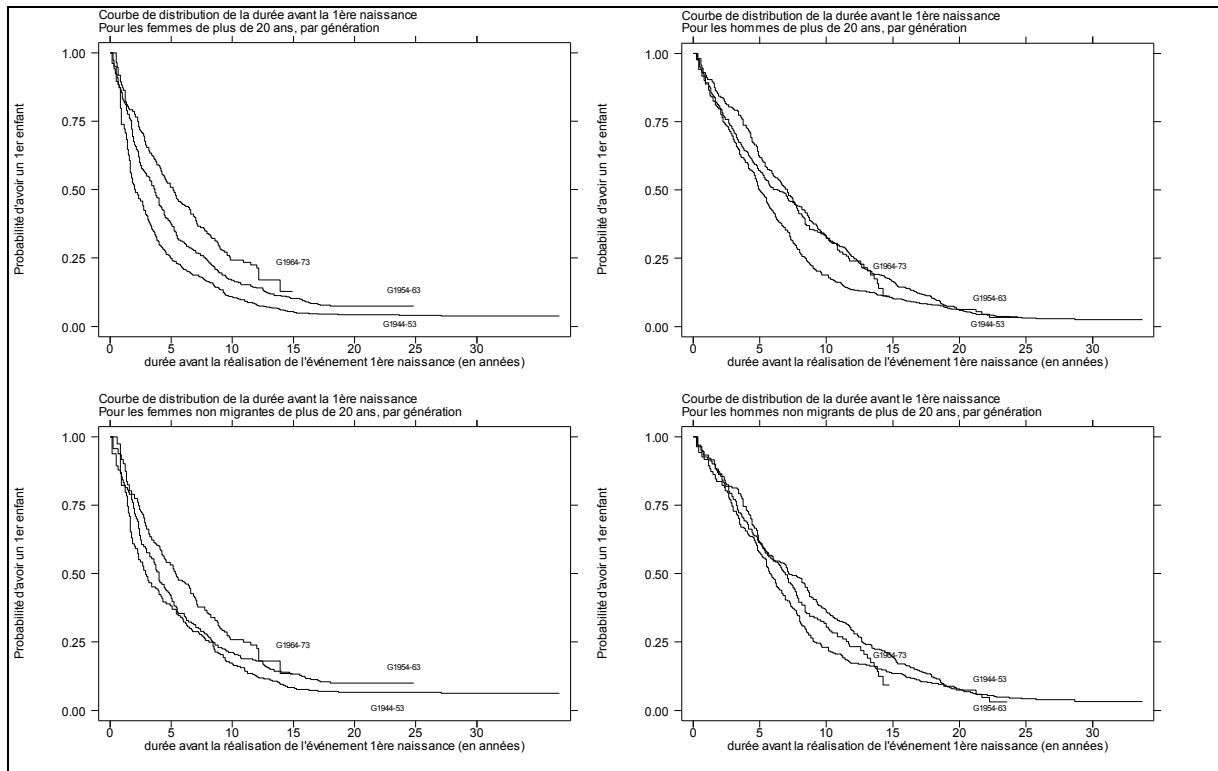 Courbe de distribution de la durée avant la 1ère naissance
Pour les femmes de plus de 20 ans, par génération
Probabilité d'avoir un 1er enfant
1.00
0.75
0.50
0.25
0.00
G1964-73
G1954-63
G1944-53
0 5 10 15 20 25 30
durée avant la réalisation de l'événement 1ère naissance (en années)
Courbe de distribution de la durée avant le 1ère naissance
Pour les hommes de plus de 20 ans, par génération
Probabilité d'avoir un 1er enfant
1.00
0.75
0.50
0.25
0.00
G1964-73
G1954-63
G1944-53
0 5 10 15 20 25 30
durée avant la réalisation de l'événement 1ère naissance (en années)
Courbe de distribution de la durée avant la 1ère naissance
Pour les femmes non migrantes de plus de 20 ans, par génération
Probabilité d'avoir un 1er enfant
1.00
0.75
0.50
0.25
0.00
G1964-73
G1954-63
G1944-53
0 5 10 15 20 25 30
durée avant la réalisation de l'événement 1ère naissance (en années)
Courbe de distribution de la durée avant le 1ère naissance
Pour les hommes non migrants de plus de 20 ans, par génération
Probabilité d'avoir un 1er enfant
1.00
0.75
0.50
0.25
0.00
G1964-73
G1944-53
G1954-63
0 5 10 15 20 25 30
durée avant la réalisation de l'événement 1ère naissance (en années)